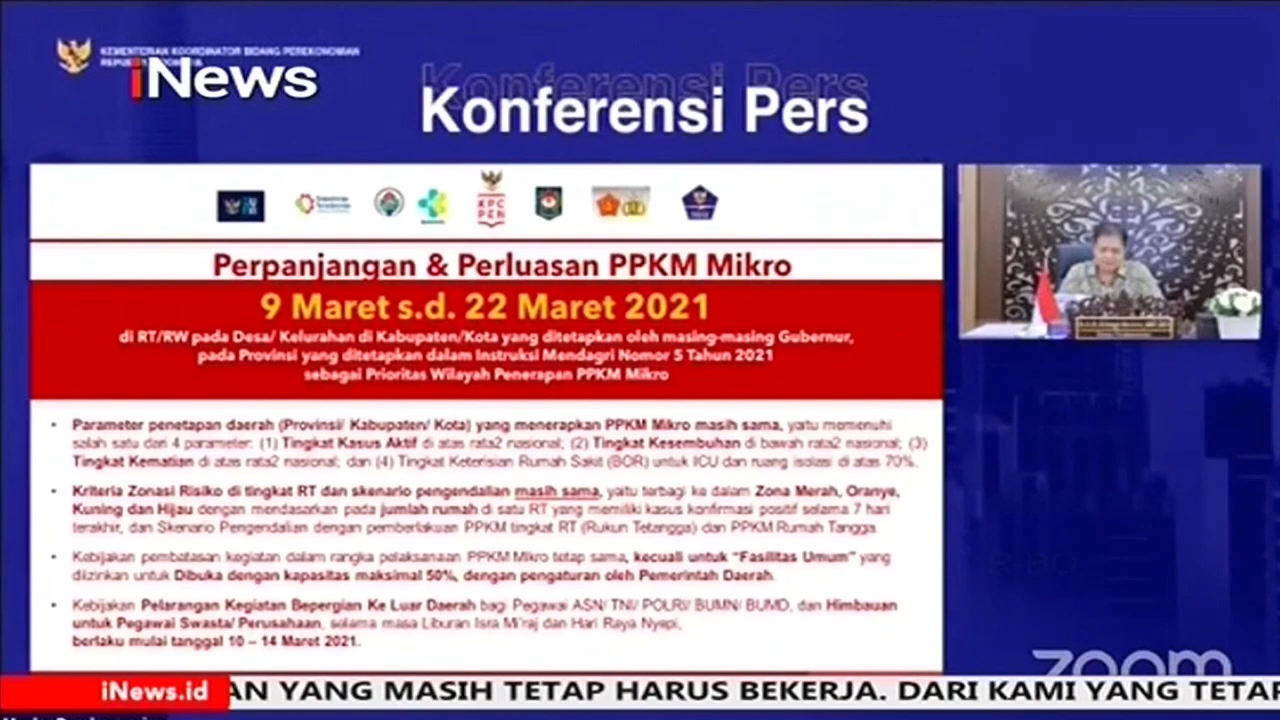 KEMENTERIAN KOORDINATOR BIDANG PEREKONOMIAN
iNews
Konferensi Pers
KPC
PEN
Perpanjangan & Perluasan PPKM Mikro
9 Maret s.d. 22 Maret 2021
di RT/RW pada Desa/ Kelurahan di Kabupaten/Kota yang ditetapkan oleh masing-masing Gubernur,
pada Provinsi yang ditetapkan dalam Instruksi Mendagri Nomor 5 Tahun 2021
sebagai Prioritas Wilayah Penerapan PPKM Mikro
• Parameter penetapan daerah (Provinsi/ Kabupaten/ Kota) yang menerapkan PPKM Mikro masih sama, yaitu memenuhi
salah satu dari 4 parameter: (1) Tingkat Kasus Aktif di atas rata2 nasional; (2) Tingkat Kesembuhan di bawah rata2 nasional; (3)
Tingkat Kematian di atas rata2 nasional; dan (4) Tingkat Keterisian Rumah Sakit (BOR) untuk ICU dan ruang isolasi di atas 70%.
• Kriteria Zonasi Risiko di tingkat RT dan skenario pengendalian masih sama, yaitu terbagi ke dalam Zona Merah, Oranye,
Kuning dan Hijau dengan mendasarkan pada jumlah rumah di satu RT yang memiliki kasus konfirmasi positif selama 7 hari
terakhir, dan Skenario Pengendalian dengan pemberlakuan PPKM tingkat RT (Rukun Tetangga) dan PPKM Rumah Tangga
• Kebijakan pembatasan kegiatan dalam rangka pelaksanaan PPKM Mikro tetap sama, kecuali untuk “Fasilitas Umum” yang
diizinkan untuk Dibuka dengan kapasitas maksimal 50%, dengan pengaturan oleh Pemerintah Daerah.
• Kebijakan Pelarangan Kegiatan Bepergian Ke Luar Daerah bagi Pegawai ASN/ TNI/ POLRI/ BUMN/ BUMD, dan Himbauan
untuk Pegawai Swasta/ Perusahaan, selama masa Liburan Isra Mi'raj dan Hari Raya Nyepi,
berlaku mulai tanggal 10 – 14 Maret 2021.
zoom
iNews.id
AN YANG MASIH TETAP HARUS BEKERJA. DARI KAMI YANG TETAP